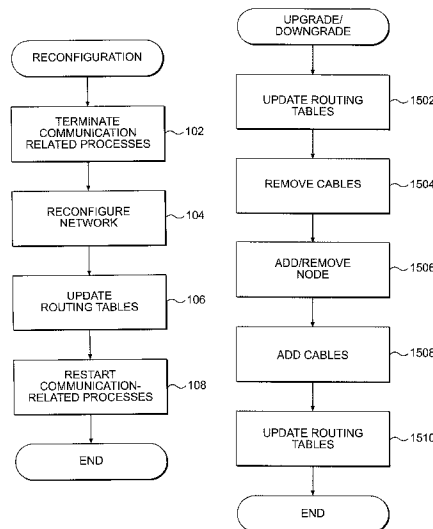 RECONFIGURATION
TERMINATE
COMMUNICATION
RELATED PROCESSES
102
RECONFIGURE
NETWORK
104
UPDATE
ROUTING TABLES
106
RESTART
COMMUNICATION-
RELATED PROCESSES
108
END
UPGRADE/
DOWNGRADE
UPDATE ROUTING
TABLES
1502
REMOVE CABLES
1504
ADD/REMOVE
NODE
1506
ADD CABLES
1508
UPDATE ROUTING
TABLES
1510
END